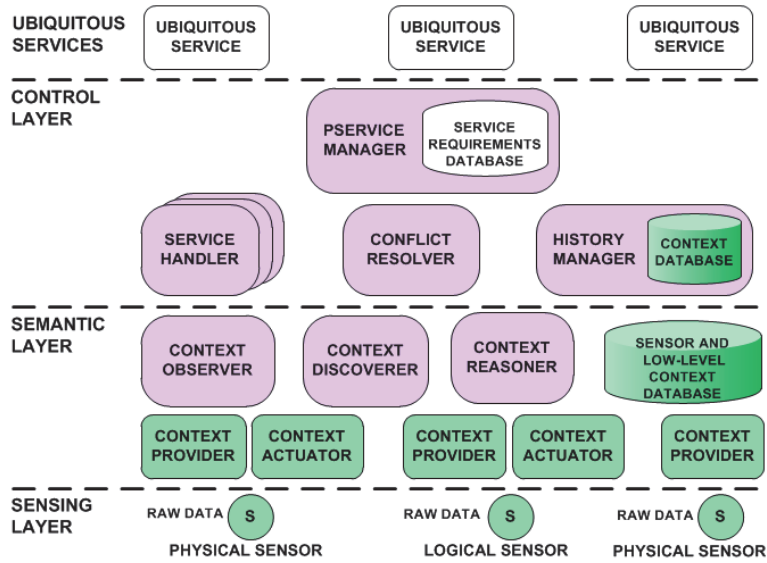 UBIQUITOUS
SERVICES
UBIQUITOUS
SERVICE
UBIQUITOUS
SERVICE
UBIQUITOUS
SERVICE
CONTROL
LAYER
PSERVICE
MANAGER
SERVICE
REQUIREMENTS
DATABASE
SERVICE
HANDLER
CONFLICT
RESOLVER
HISTORY
MANAGER
CONTEXT
DATABASE
SEMANTIC
LAYER
CONTEXT
OBSERVER
CONTEXT
DISCOVERER
CONTEXT
REASONER
SENSOR AND
LOW-LEVEL
CONTEXT
DATABASE
CONTEXT
PROVIDER
CONTEXT
ACTUATOR
CONTEXT
PROVIDER
CONTEXT
ACTUATOR
CONTEXT
PROVIDER
SENSING
LAYER
RAW DATA
S
PHYSICAL SENSOR
RAW DATA
S
LOGICAL SENSOR
RAW DATA
S
PHYSICAL SENSOR